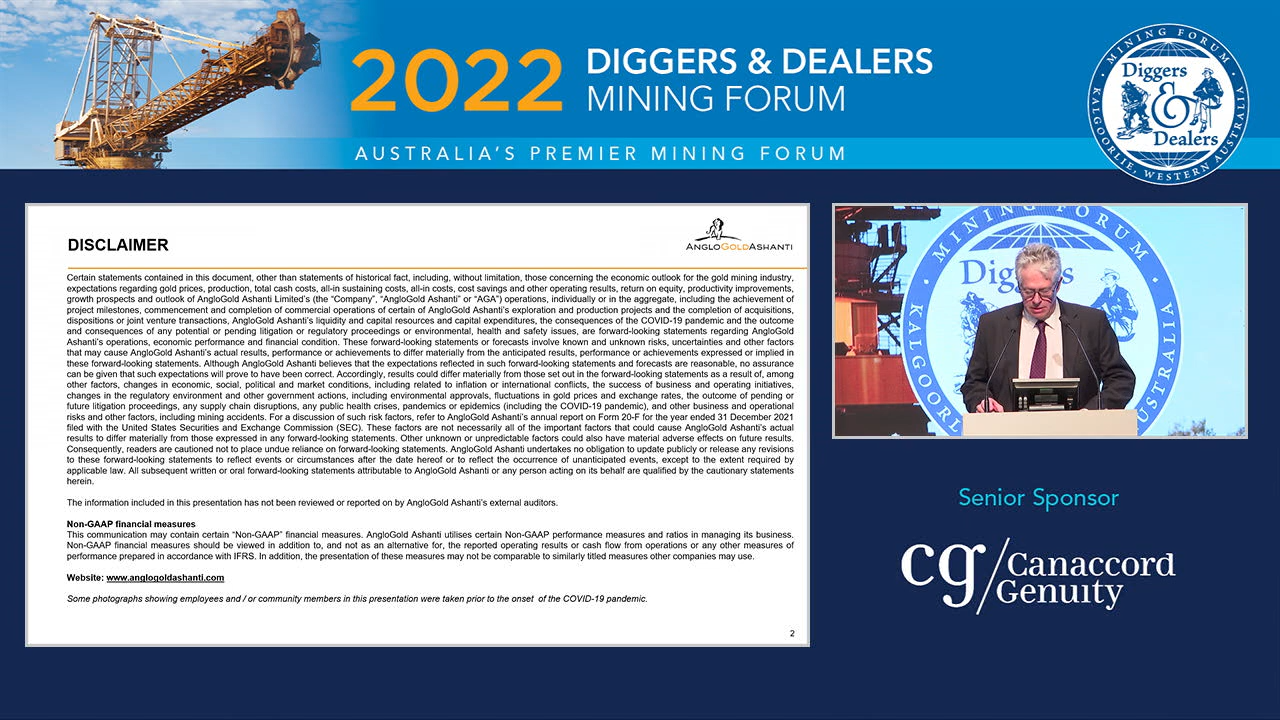 2022 DIGGERS & DEALERS
MINING FORUM
AUSTRALIA'S PREMIER MINING FORUM
MINING FORUM
Diggers
&
Dealers
KALGOORLIE, WESTERN AUSTRALIA
DISCLAIMER
ANGLOGOLDASHANTI
Certain statements contained in this document, other than statements of historical fact, including, without limitation, those concerning the economic outlook for the gold mining industry,
expectations regarding gold prices, production, total cash costs, all-in sustaining costs, all-in costs, cost savings and other operating results, return on equity, productivity improvements,
growth prospects and outlook of AngloGold Ashanti Limited's (the "Company", "AngloGold Ashanti" or "AGA") operations, individually or in the aggregate, including the achievement of
project milestones, commencement and completion of commercial operations of certain of AngloGold Ashanti's exploration and production projects and the completion of acquisitions,
dispositions or joint venture transactions, AngloGold Ashanti's liquidity and capital resources and capital expenditures, the consequences of the COVID-19 pandemic and the outcome
and consequences of any potential or pending litigation or regulatory proceedings or environmental, health and safety issues, are forward-looking statements regarding AngloGold
Ashanti's operations, economic performance and financial condition. These forward-looking statements or forecasts involve known and unknown risks, uncertainties and other factors
that may cause AngloGold Ashanti's actual results, performance or achievements to differ materially from the anticipated results, performance or achievements expressed or implied in
these forward-looking statements. Although AngloGold Ashanti believes that the expectations reflected in such forward-looking statements and forecasts are reasonable, no assurance
can be given that such expectations will prove to have been correct. Accordingly, results could differ materially from those set out in the forward-looking statements as a result of, among
other factors, changes in economic, social, political and market conditions, including related to inflation or international conflicts, the success of business and operating initiatives,
changes in the regulatory environment and other government actions, including environmental approvals, fluctuations in gold prices and exchange rates, the outcome of pending or
future litigation proceedings, any supply chain disruptions, any public health crises, pandemics or epidemics (including the COVID-19 pandemic), and other business and operational
risks and other factors, including mining accidents. For a discussion of such risk factors, refer to AngloGold Ashanti's annual report on Form 20-F for the year ended 31 December 2021
filed with the United States Securities and Exchange Commission (SEC). These factors are not necessarily all of the important factors that could cause AngloGold Ashanti's actual
results to differ materially from those expressed in any forward-looking statements. Other unknown or unpredictable factors could also have material adverse effects on future results.
Consequently, readers are cautioned not to place undue reliance on forward-looking statements. AngloGold Ashanti undertakes no obligation to update publicly or release any revisions
to these forward-looking statements to reflect events or circumstances after the date hereof or to reflect the occurrence of unanticipated events, except to the extent required by
applicable law. All subsequent written or oral forward-looking statements attributable to AngloGold Ashanti or any person acting on its behalf are qualified by the cautionary statements
herein.
The information included in this presentation has not been reviewed or reported on by AngloGold Ashanti's external auditors.
Non-GAAP financial measures
This communication may contain certain "Non-GAAP" financial measures. AngloGold Ashanti utilises certain Non-GAAP performance measures and ratios in managing its business.
Non-GAAP financial measures should be viewed in addition to, and not as an alternative for, the reported operating results or cash flow from operations or any other measures of
performance prepared in accordance with IFRS. In addition, the presentation of these measures may not be comparable to similarly titled measures other companies may use.
Website: www.anglogoldashanti.com
Some photographs showing employees and / or community members in this presentation were taken prior to the onset of the COVID-19 pandemic.
2
MINING FORUM
Senior Sponsor
cg/Canaccord
Genuity